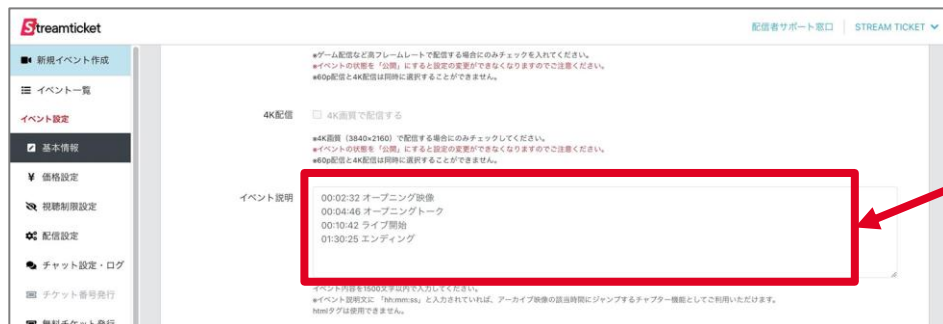 Streamticket
配信者サポート窓口
STREAM TICKET
新規イベント作成
イベント一覧
イベント設定
基本情報
¥ 価格設定
視聴制限設定
配信設定
チャット設定・ログ
チケット番号発行
無料チケット発行
※ゲーム配信など高フレームレートで配信する場合にのみチェックを入れてください。
※イベントの状態を「公開」にすると設定の変更ができなくなりますのでご注意ください。
※60p配信と4K配信は同時に選択することができません。
4K配信
4K画質で配信する
※4K画質（3840×2160）で配信する場合にのみチェックしてください。
※イベントの状態を「公開」にすると設定の変更ができなくなりますのでご注意ください。
※60p配信と4K配信は同時に選択することができません。
イベント説明
00:02:32 オープニング映像
00:04:46 オープニングトーク
00:10:42 ライブ開始
01:30:25 エンディング
イベント内容を1500文字以内で入力してください。
※イベント説明文に「hh:mm:ss」と入力されていれば、アーカイブ映像の該当時間にジャンプするチャプター機能としてご利用いただけます。
htmlタグは使用できません。